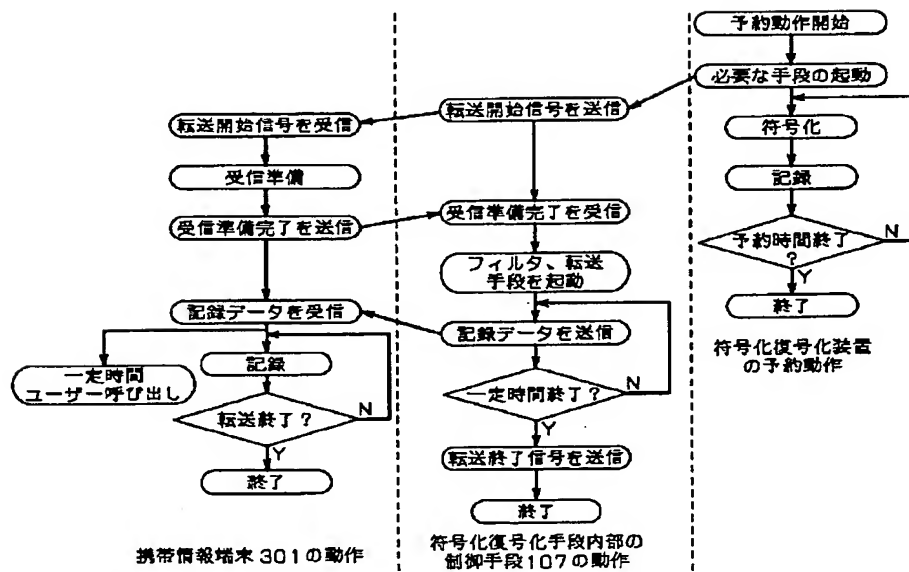 予約動作開始
必要な手段の起動
符号化
記録
予約時間終了
?
N
Y
終了
符号化復号化装置
の予約動作
転送開始信号を送信
受信準備完了を受信
フィルタ、転送
手段を起動
記録データを送信
一定時間終了?
N
Y
転送終了信号を送信
終了
符号化復号化手段内部の
制御手段107の動作
転送開始信号を受信
受信準備
受信準備完了を送信
記録データを受信
一定時間
ユーザー呼び出し
記録
転送終了?
N
Y
終了
携帯情報端末301の動作